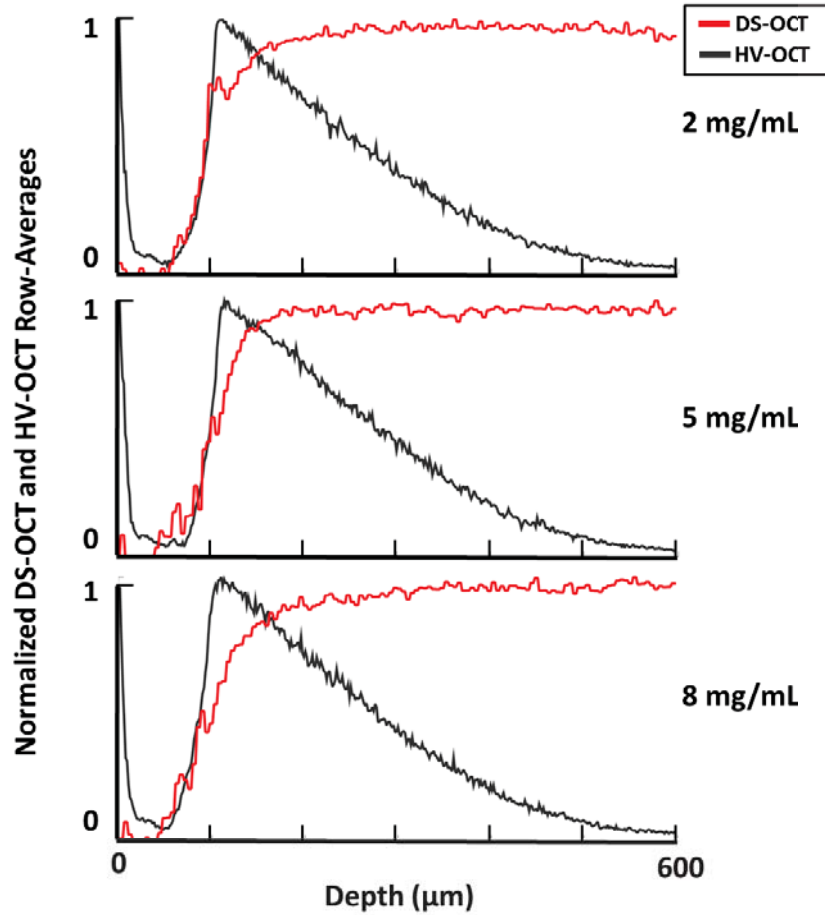 DS-OCT
HV-OCT
Normalized DS-OCT and HV-OCT Row-Averages
1
0
2 mg/mL
1
0
5 mg/mL
1
0
8 mg/mL
0
600
Depth (μm)